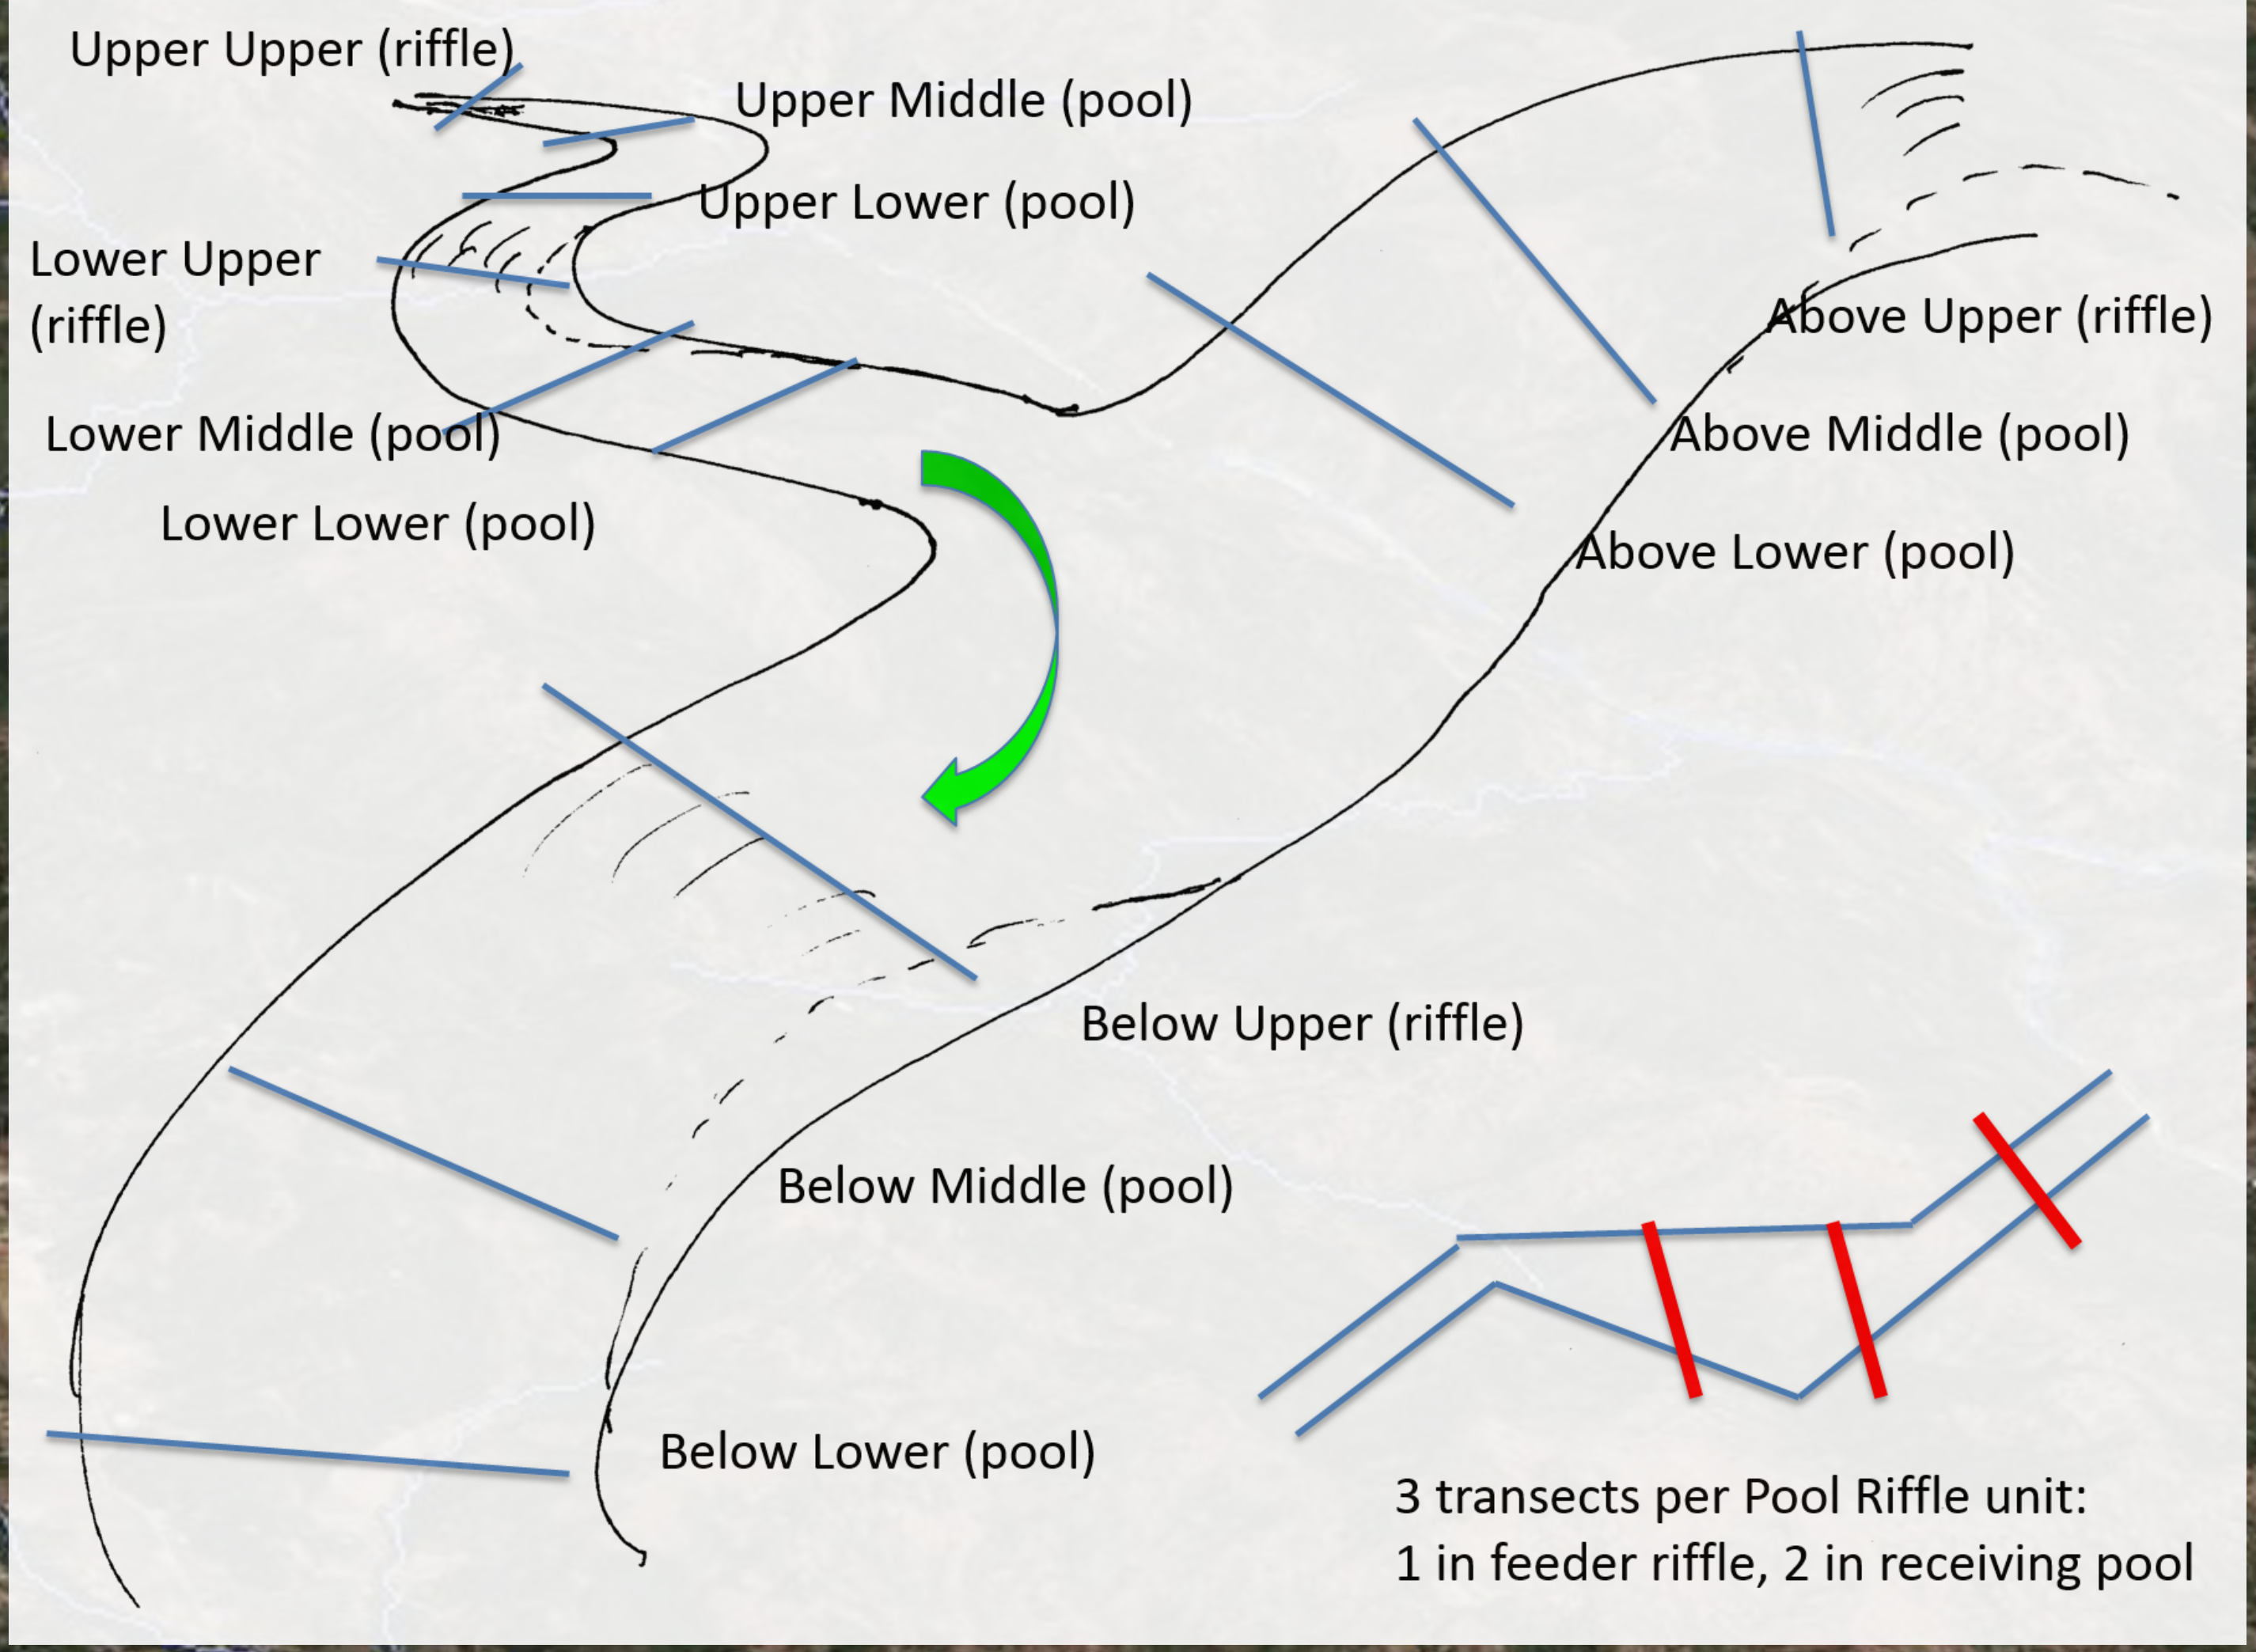 Upper Upper (riffle)
Upper Middle (pool)
Upper Lower (pool)
Lower Upper
(riffle)
Above Upper (riffle)
Lower Middle (pool)
Above Middle (pool)
Lower Lower (pool)
Above Lower (pool)
Below Upper (riffle)
Below Middle (pool)
Below Lower (pool)
3 transects per Pool Riffle unit:
1 in feeder riffle, 2 in receiving pool